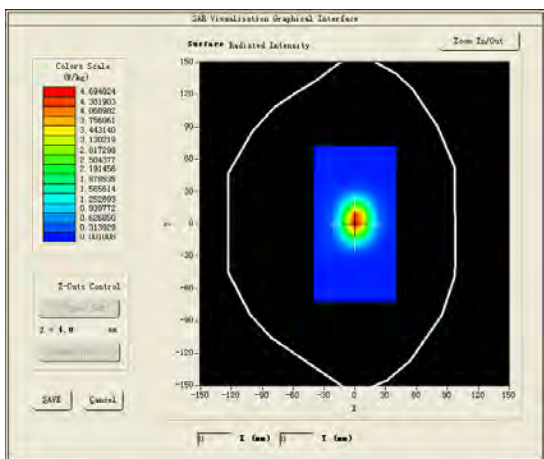 SAR Visualisation Graphical Interface
Surface Radiated Intensity
Zoom In/Out
Colors Scale
(W/kg)
4.694824
4.381903
4.068982
3.756061
3.443140
3.130219
2.817298
2.504377
2.191456
1.878535
1.565614
1.252693
0.939772
0.626850
0.313929
0.001008
Z-Cuts Control
Z = 4.0 mm
SAVE
Cancel
150
120
90
60
30
0
-30
-60
-90
-120
-150
-150 -120 -90 -60 -30 0 30 60 90 120 150
X
0 X (mm) 0 Y (mm)